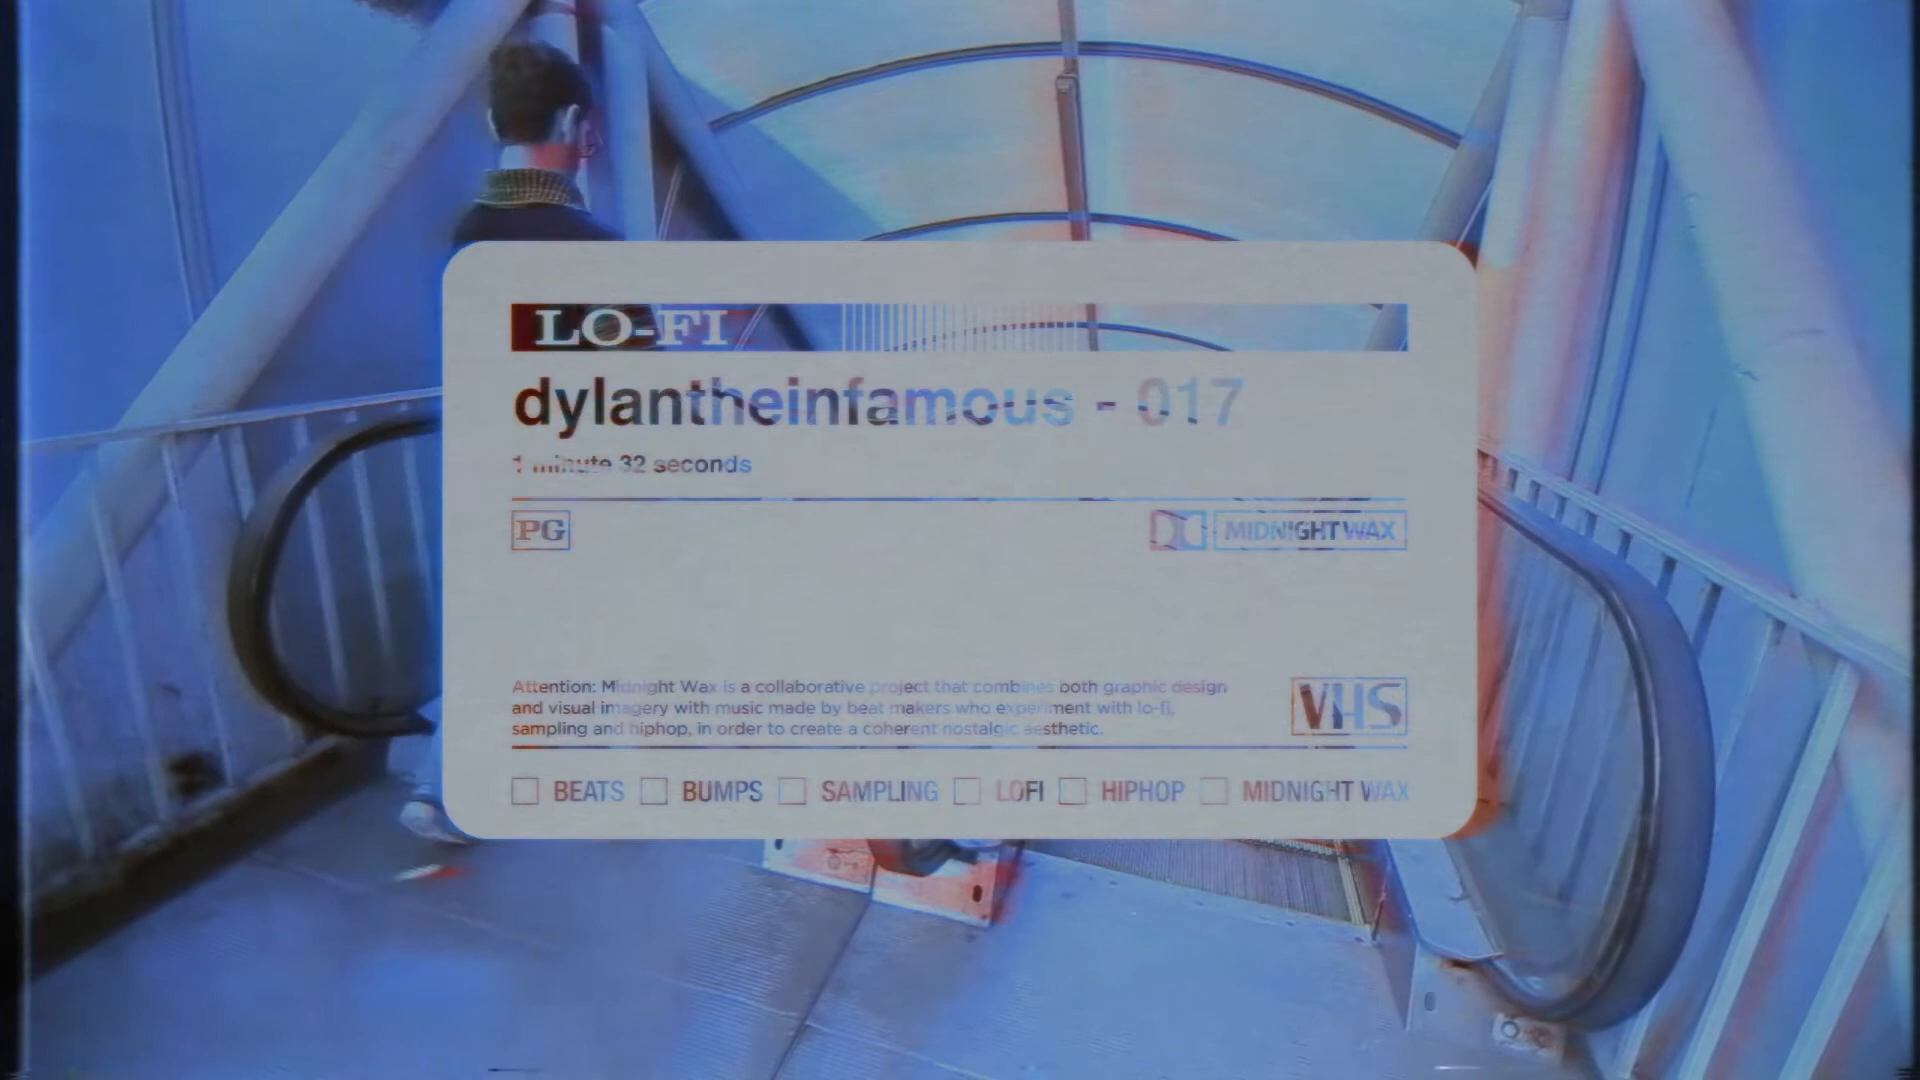 LO-FI
dylantheinfamous - 017
1 minute 32 seconds
PG
MIDNIGHT WAX
Attention: Midnight Wax is a collaborative project that combines both graphic design
and visual imagery with music made by beat makers who experiment with lo-fi,
sampling and hiphop, in order to create a coherent nostalgic aesthetic.
VHS
BEATS BUMPS SAMPLING LOFI HIPHOP MIDNIGHT WAX